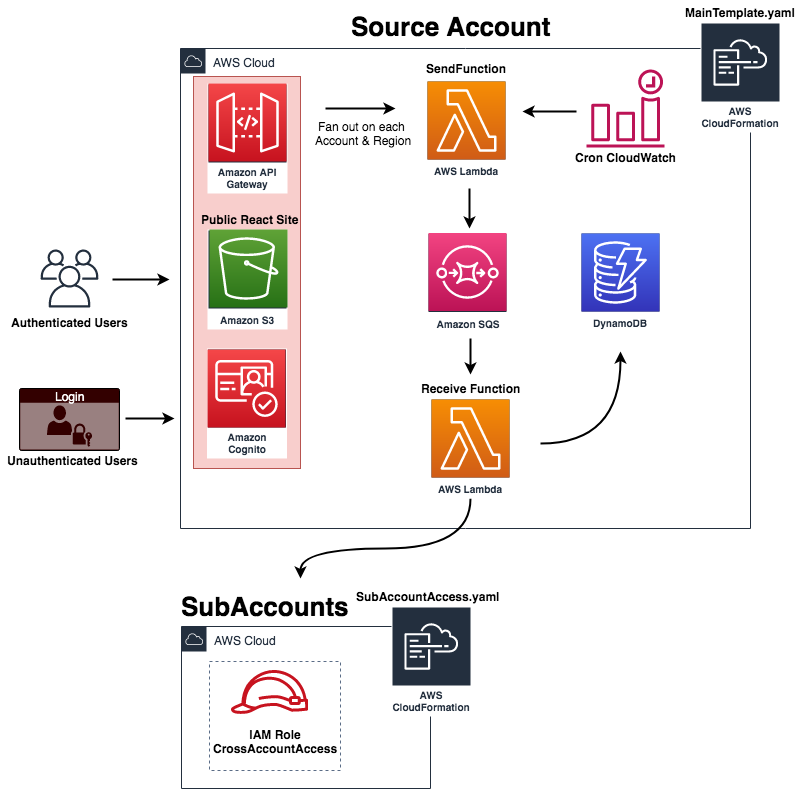 Source Account
MainTemplate.yaml
AWS Cloud
AWS
CloudFormation
SendFunction
AWS Lambda
Fan out on each
Account & Region
Cron CloudWatch
Amazon API
Gateway
Public React Site
Amazon S3
Amazon
Cognito
Authenticated Users
Login
Unauthenticated Users
Amazon SQS
DynamoDB
Receive Function
AWS Lambda
SubAccounts
SubAccountAccess.yaml
AWS Cloud
AWS
CloudFormation
IAM Role
CrossAccountAccess